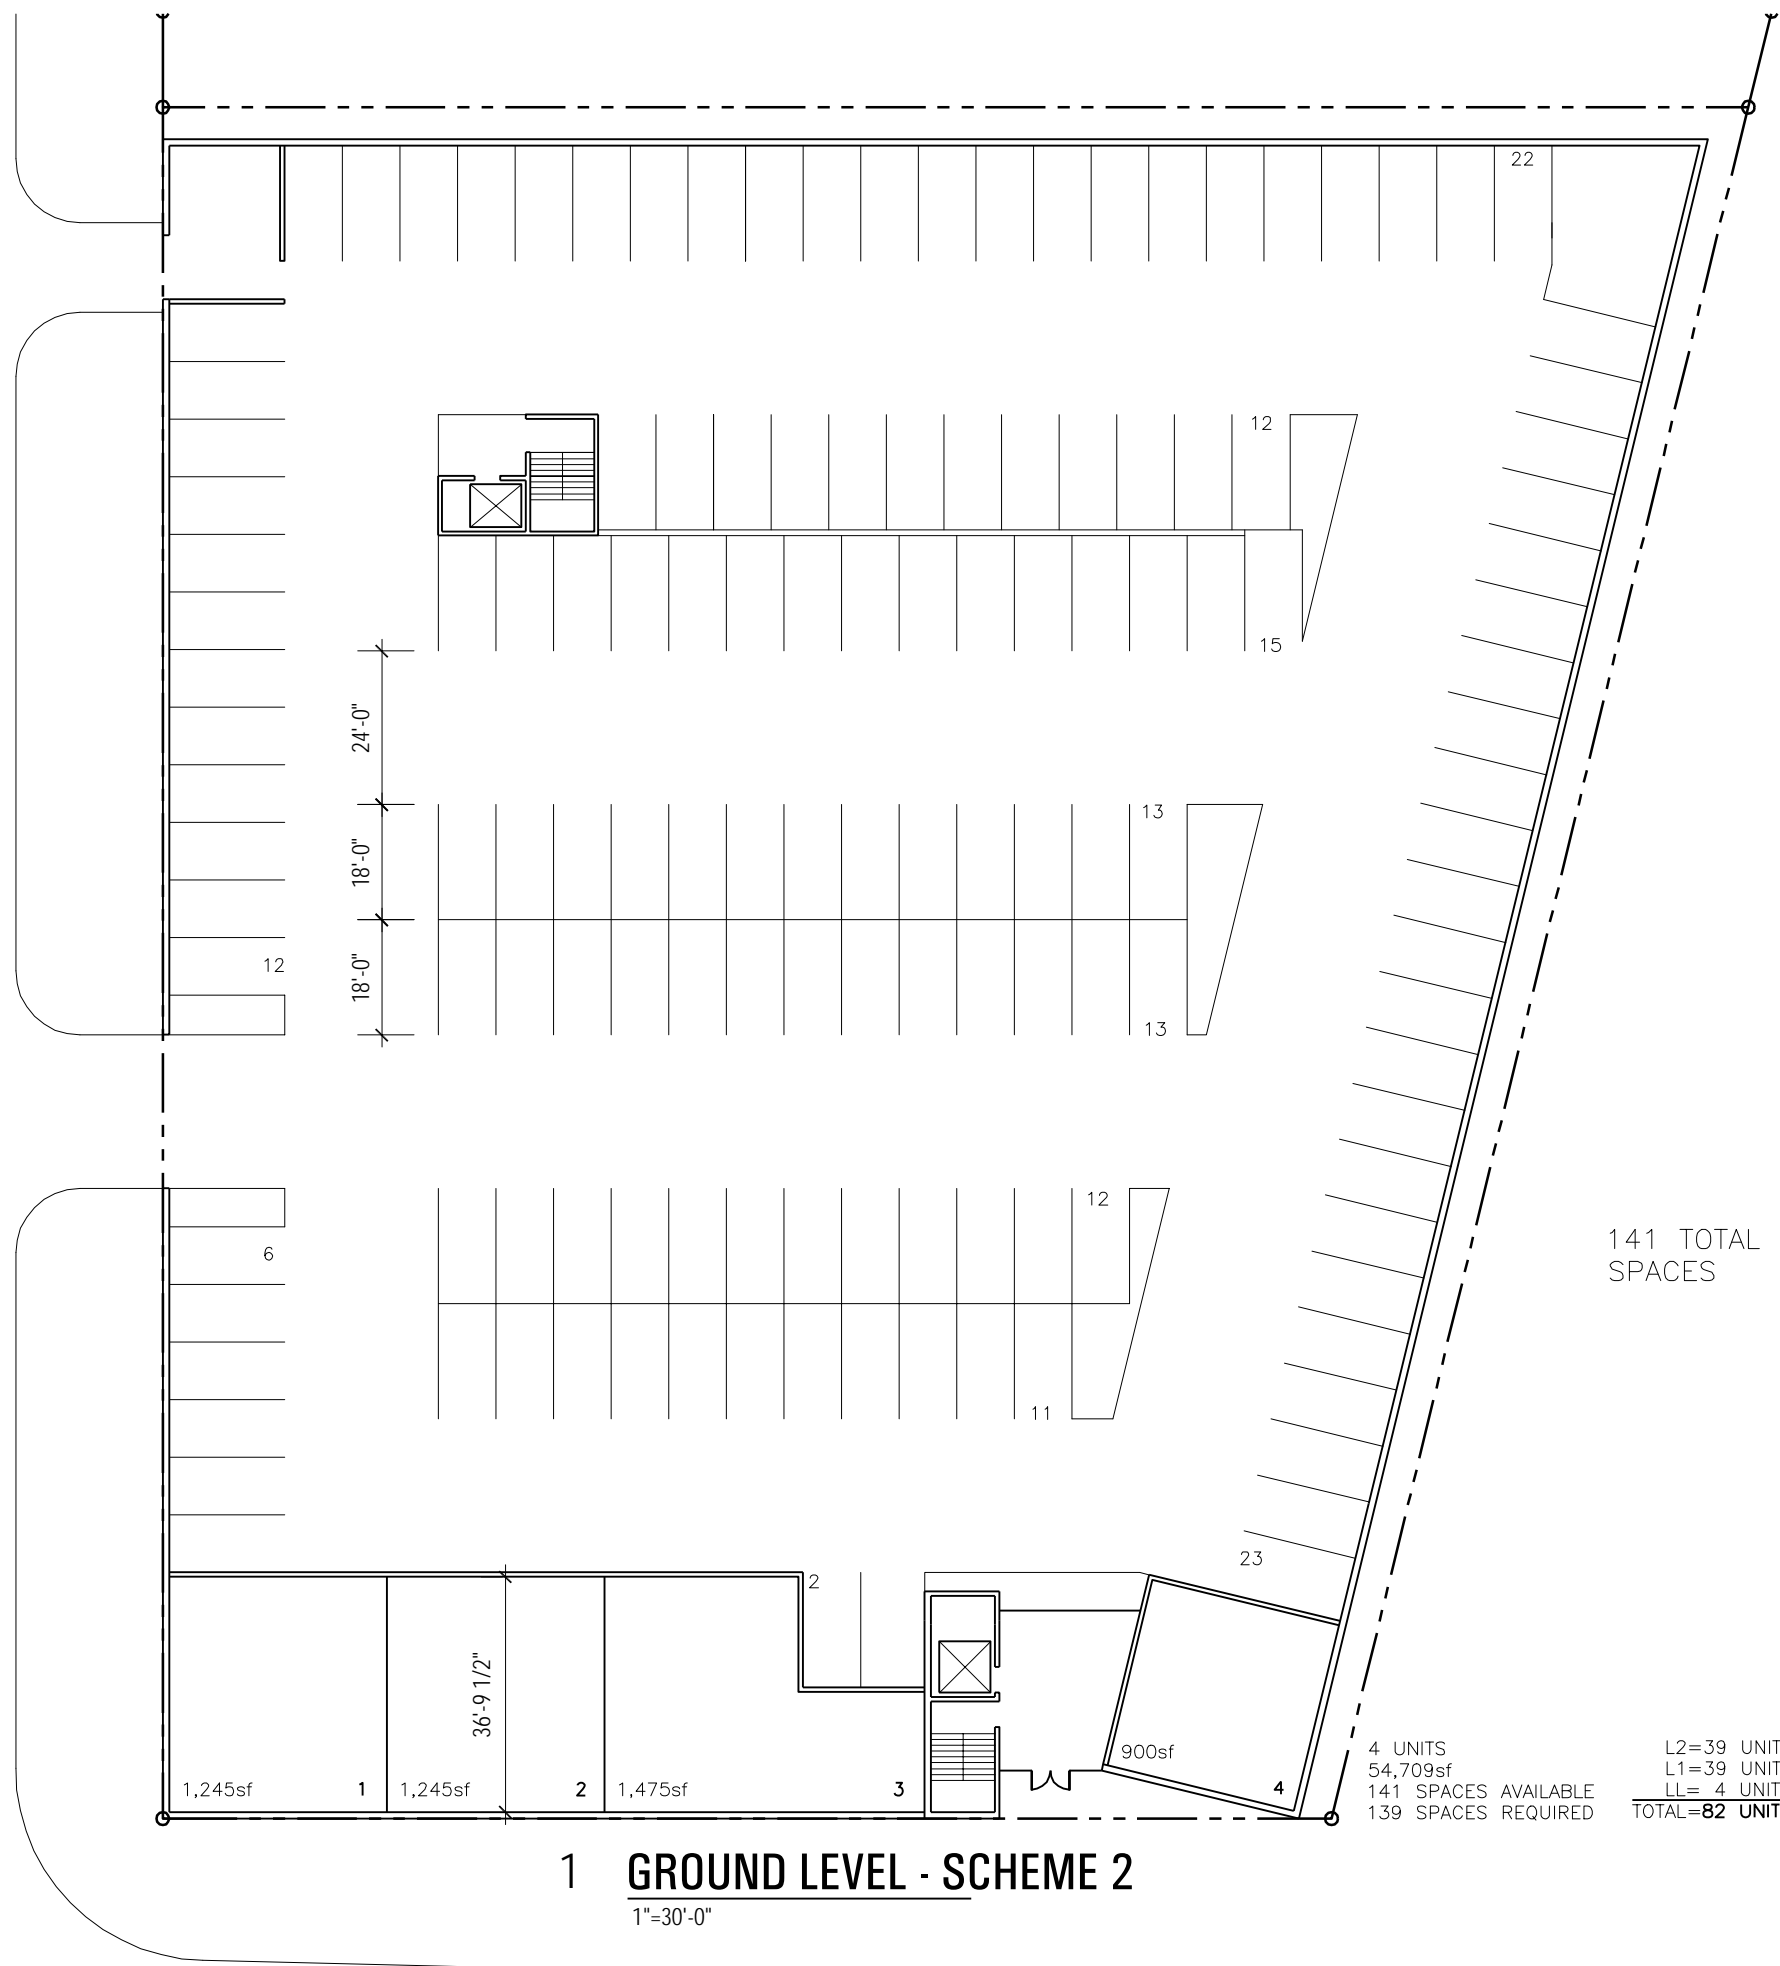 22
12
15
24'-0"
13
18'-0"
12
18'-0"
13
12
6
141 TOTAL
SPACES
11
23
2
36'-9 1/2"
900sf
4
1,245sf
1
1,245sf
2
1,475sf
3
4 UNITS
54,709sf
141 SPACES AVAILABLE
139 SPACES REQUIRED
L2=39 UNIT
L1=39 UNIT
LL= 4 UNIT
TOTAL=82 UNIT
1 GROUND LEVEL - SCHEME 2
1"=30'-0"